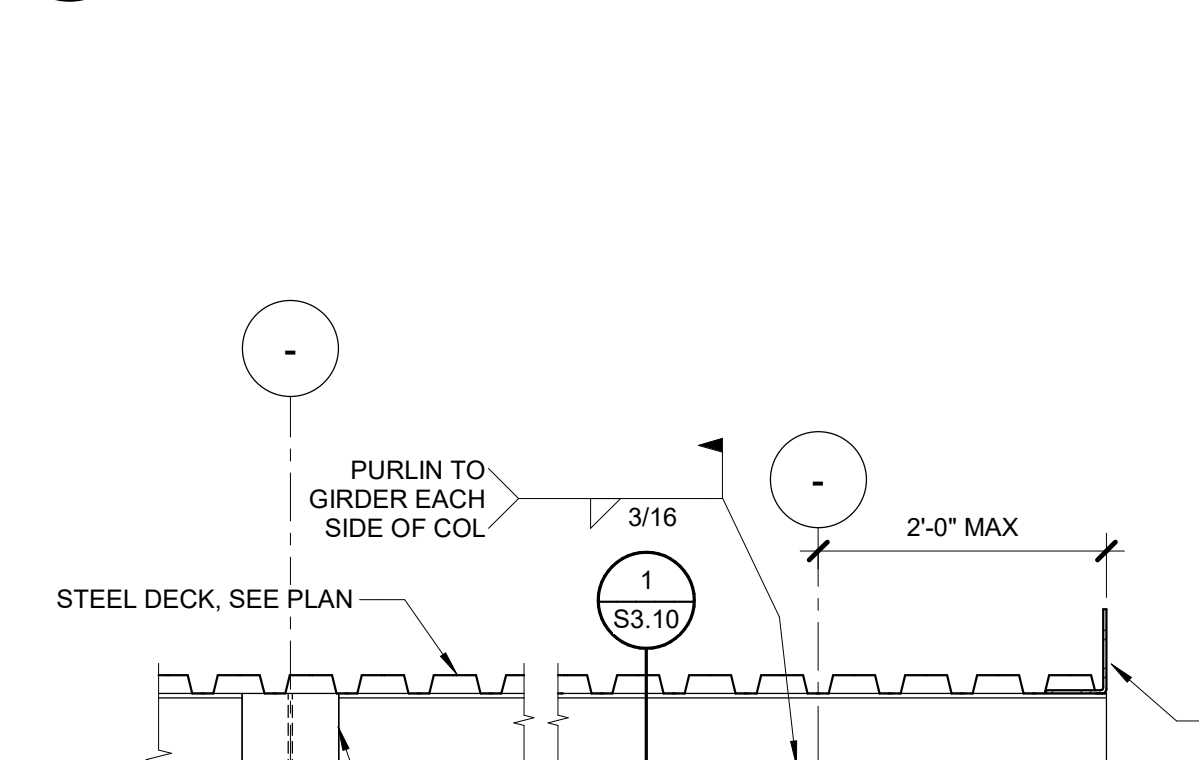 -
PURLIN TO
GIRDER EACH
SIDE OF COL
3/16
-
2'-0" MAX
STEEL DECK, SEE PLAN
1
S3.10